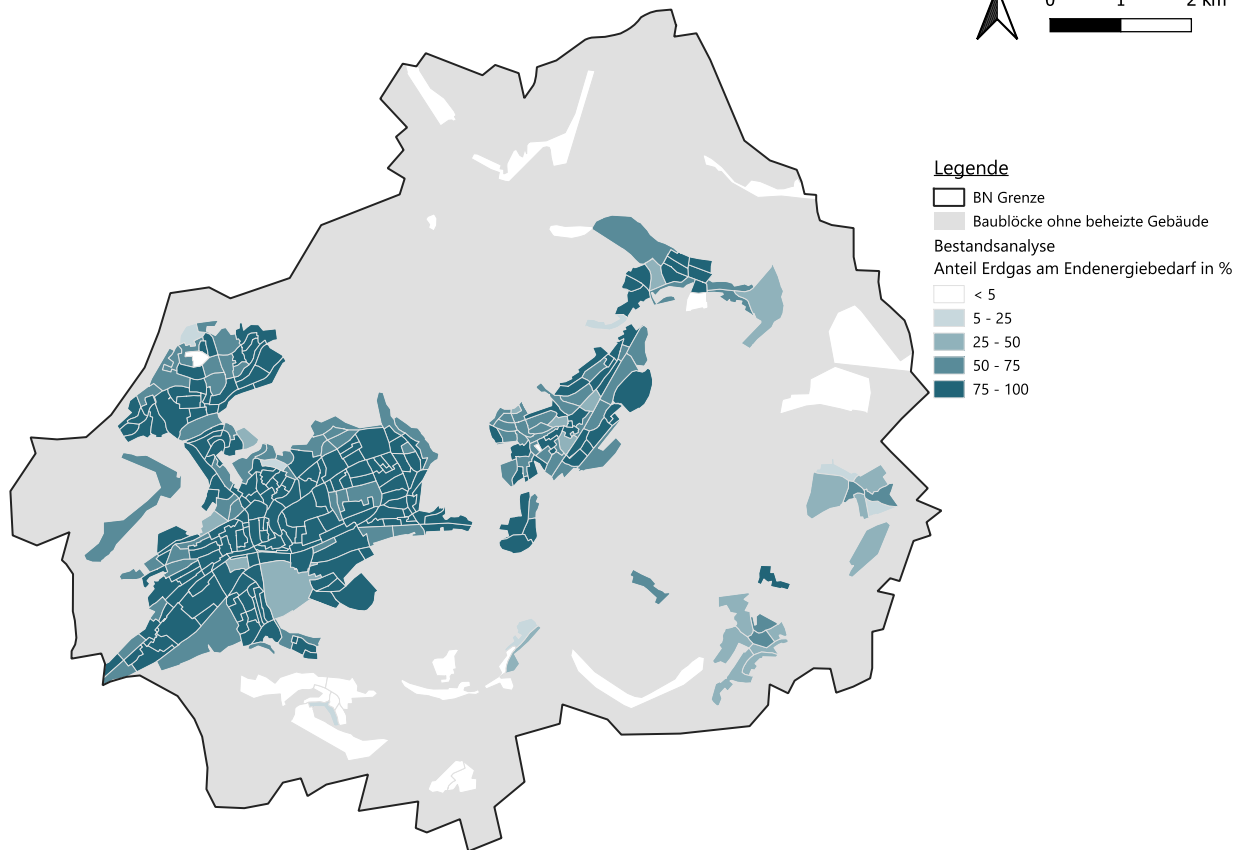 0 1 2 km
Legende
BN Grenze
Baublöcke ohne beheizte Gebäude
Bestandsanalyse
Anteil Erdgas am Endenergiebedarf in %
< 5
5 - 25
25 - 50
50 - 75
75 - 100